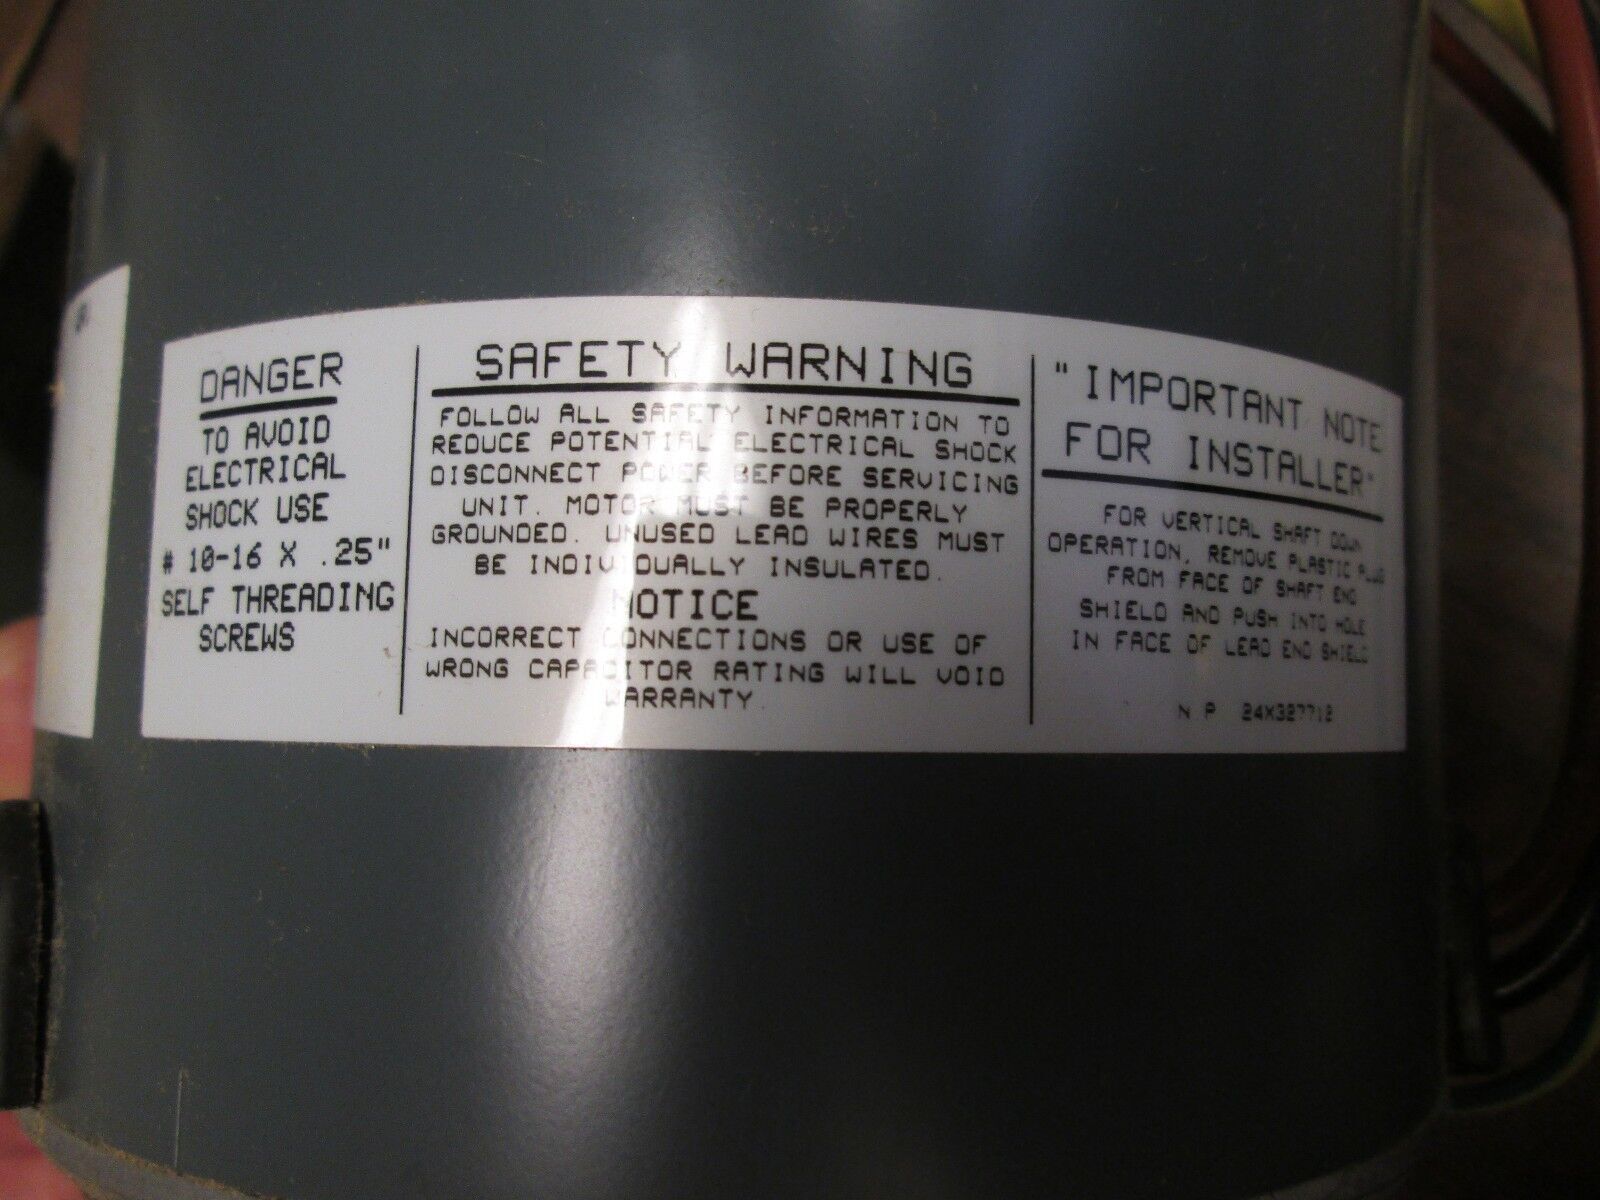 DANGER
TO AVOID
ELECTRICAL
SHOCK USE
# 10-16 X .25"
SELF THREADING
SCREWS
SAFETY WARNING
FOLLOW ALL SAFETY INFORMATION TO
REDUCE POTENTIAL ELECTRICAL SHOCK
DISCONNECT POWER BEFORE SERVICING
UNIT. MOTOR MUST BE PROPERLY
GROUNDED. UNUSED LEAD WIRES MUST
BE INDIVIDUALLY INSULATED.
NOTICE
INCORRECT CONNECTIONS OR USE OF
WRONG CAPACITOR RATING WILL VOID
WARRANTY
"IMPORTANT NOTE
FOR INSTALLER"
FOR VERTICAL SHAFT DOWN
OPERATION, REMOVE PLASTIC PLUG
FROM FACE OF SHAFT END
SHIELD AND PUSH INTO HOLE
IN FACE OF LEAD END SHIELD
N P 24X327712